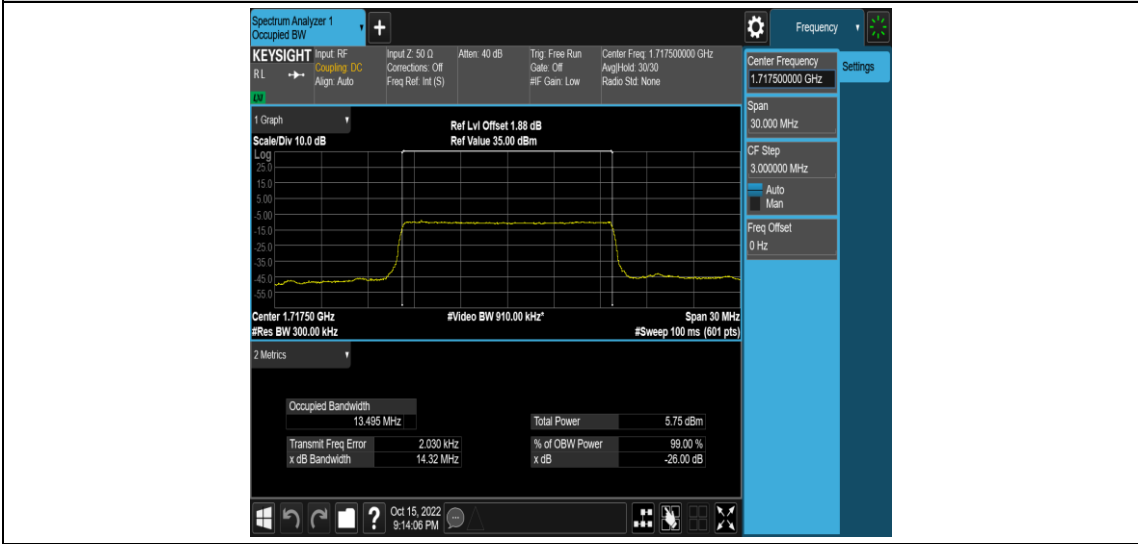 Spectrum Analyzer 1
Occupied BW
+
Frequency
KEYSIGHT
RL
Input: RF
Coupling: DC
Align: Auto
Input Z: 50 Ω
Corrections: Off
Freq Ref: Int (S)
Atten: 40 dB
Trig: Free Run
Gate: Off
#IF Gain: Low
Center Freq: 1.717500000 GHz
Avg|Hold: 30/30
Radio Std: None
1 Graph
Scale/Div 10.0 dB
Ref Lvl Offset 1.88 dB
Ref Value 35.00 dBm
Log
25.0
15.0
5.00
-5.00
-15.0
-25.0
-35.0
-45.0
-55.0
Center 1.71750 GHz
#Video BW 910.00 kHz*
Span 30 MHz
#Res BW 300.00 kHz
#Sweep 100 ms (601 pts)
2 Metrics
Occupied Bandwidth
13.495 MHz
Total Power 5.75 dBm
Transmit Freq Error 2.030 kHz
% of OBW Power 99.00 %
x dB Bandwidth 14.32 MHz
x dB -26.00 dB
?
Oct 15, 2022
9:14:06 PM
Center Frequency
1.717500000 GHz
Settings
Span
30.000 MHz
CF Step
3.000000 MHz
Auto
Man
Freq Offset
0 Hz